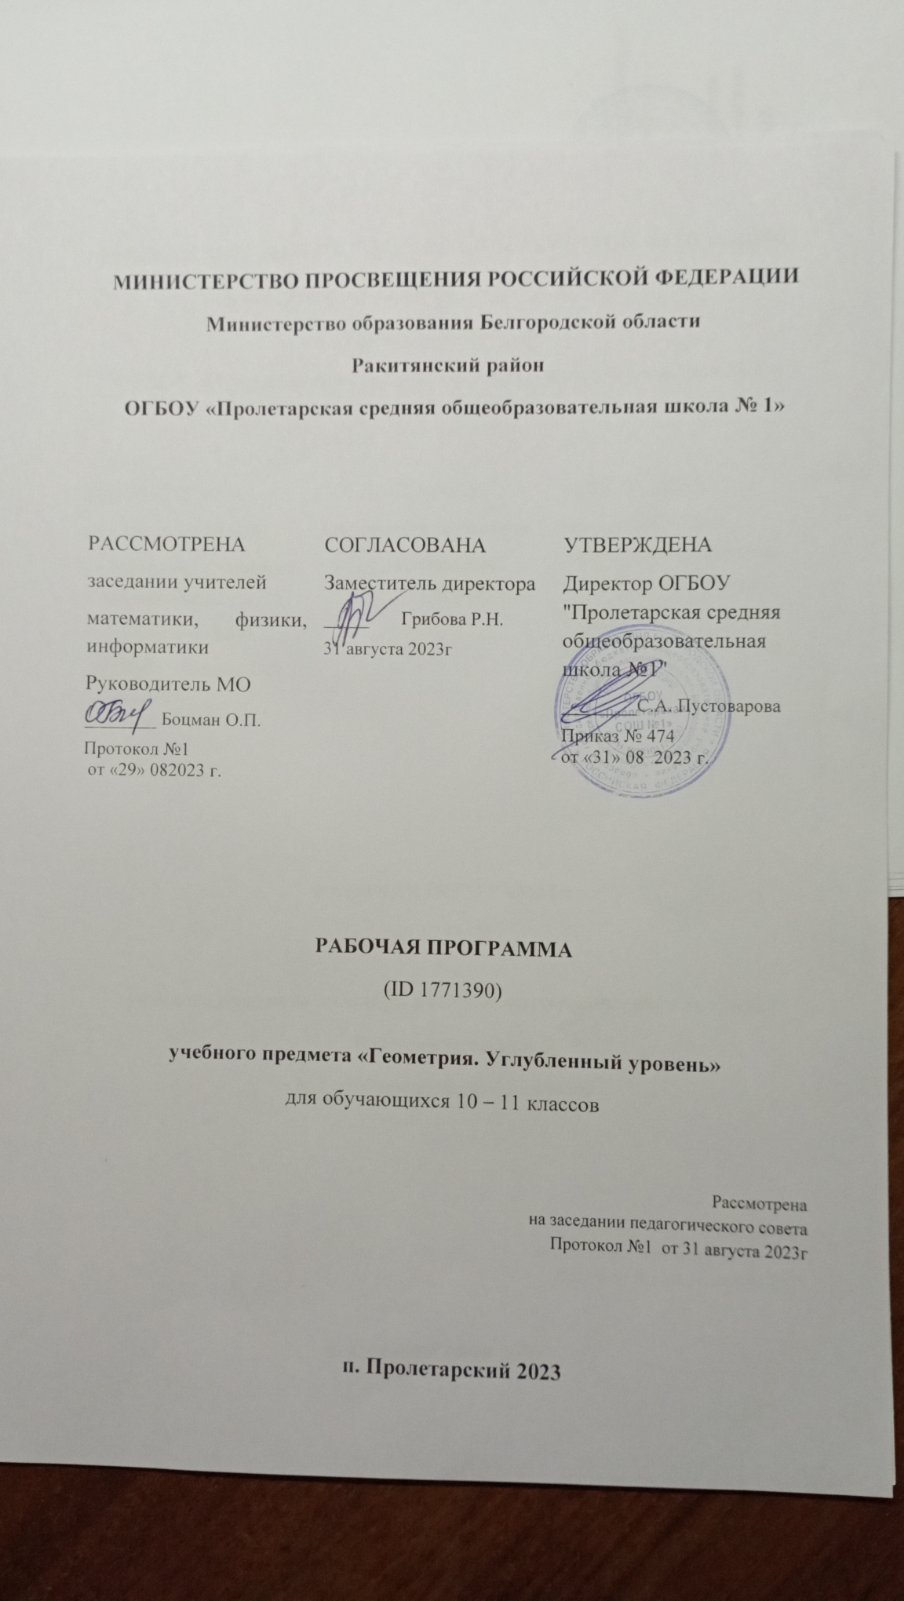 МИНИСТЕРСТВО ПРОСВЕЩЕНИЯ РОССИЙСКОЙ ФЕДЕРАЦИИ
Министерство образования Белгородской области
Ракитянский район
ОГБОУ «Пролетарская средняя общеобразовательная школа № 1»
РАССМОТРЕНА
заседании учителей
математики, физики,
информатики
Руководитель МО
Боцман О.П.
Протокол №1
от «29» 082023 г.
СОГЛАСОВАНА
Заместитель директора
Грибова Р.Н.
31 августа 2023г
УТВЕРЖДЕНА
Директор ОГБОУ
"Пролетарская средняя
общеобразовательная
школа №1"
С.А. Пустоварова
Приказ № 474
от «31» 08 2023 г.
РАБОЧАЯ ПРОГРАММА
(ID 1771390)
учебного предмета «Геометрия. Углубленный уровень»
для обучающихся 10 – 11 классов
Рассмотрена
на заседании педагогического совета
Протокол №1 от 31 августа 2023г
п. Пролетарский 2023